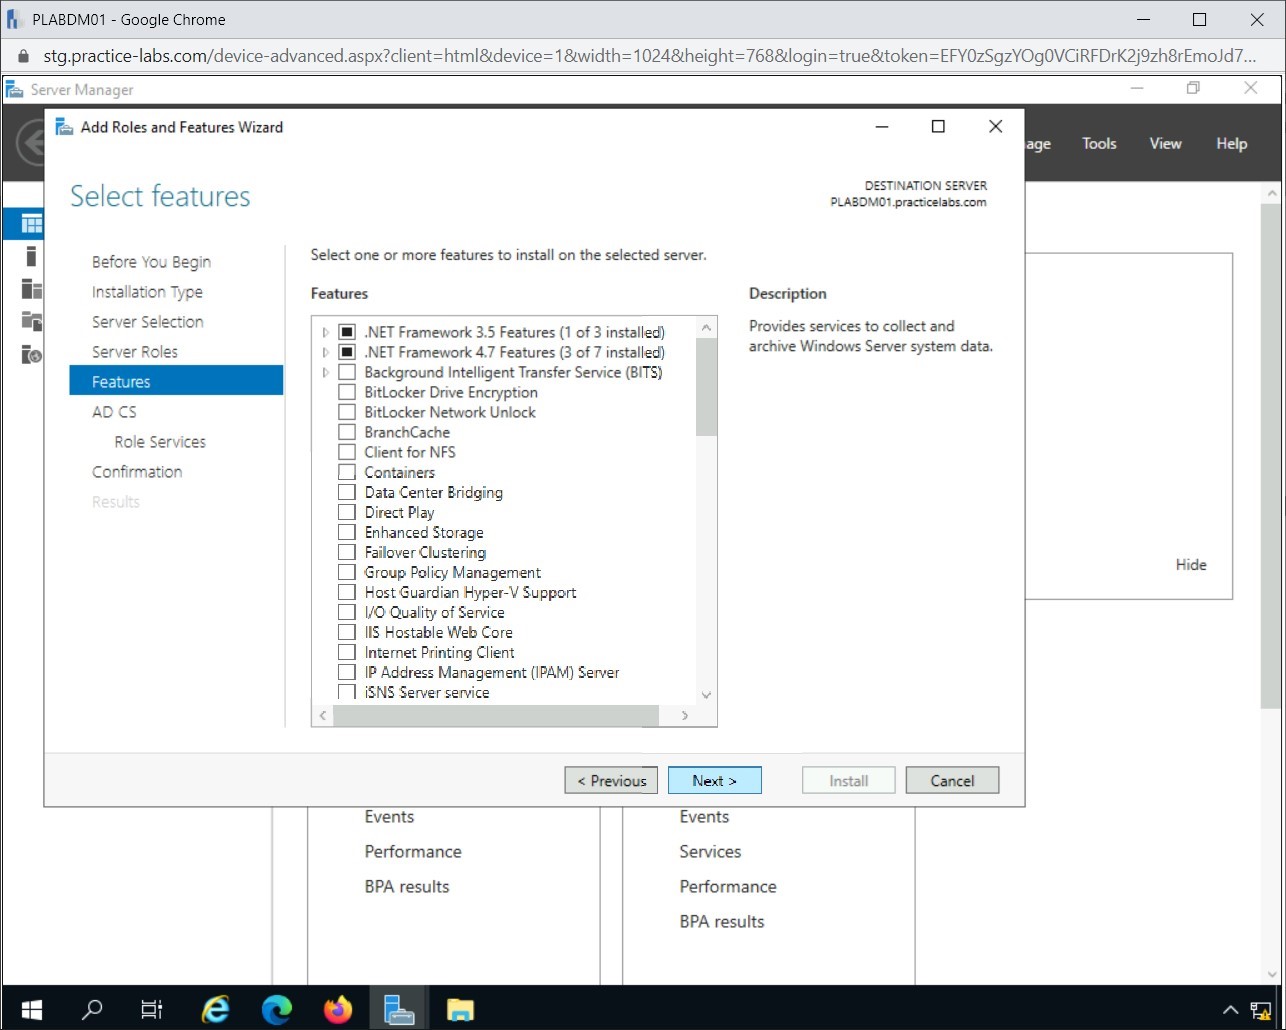 PLABDM01 - Google Chrome
stg.practice-labs.com/device-advanced.aspx?client=html&device=1&width=1024&height=768&login=true&token=EFY0zSgzYOg0VCiRFDrK2j9zh8rEmoJd7...
Server Manager
Add Roles and Features Wizard
age Tools View Help
Select features
DESTINATION SERVER
PLABDM01.practicelabs.com
Before You Begin
Installation Type
Server Selection
Server Roles
Features
AD CS
Role Services
Confirmation
Results
Select one or more features to install on the selected server.
Features
.NET Framework 3.5 Features (1 of 3 installed)
.NET Framework 4.7 Features (3 of 7 installed)
Background Intelligent Transfer Service (BITS)
BitLocker Drive Encryption
BitLocker Network Unlock
BranchCache
Client for NFS
Containers
Data Center Bridging
Direct Play
Enhanced Storage
Failover Clustering
Group Policy Management
Host Guardian Hyper-V Support
I/O Quality of Service
IIS Hostable Web Core
Internet Printing Client
IP Address Management (IPAM) Server
iSNS Server service
Description
Provides services to collect and
archive Windows Server system data.
Hide
< Previous
Next >
Install
Cancel
Events
Performance
BPA results
Events
Services
Performance
BPA results